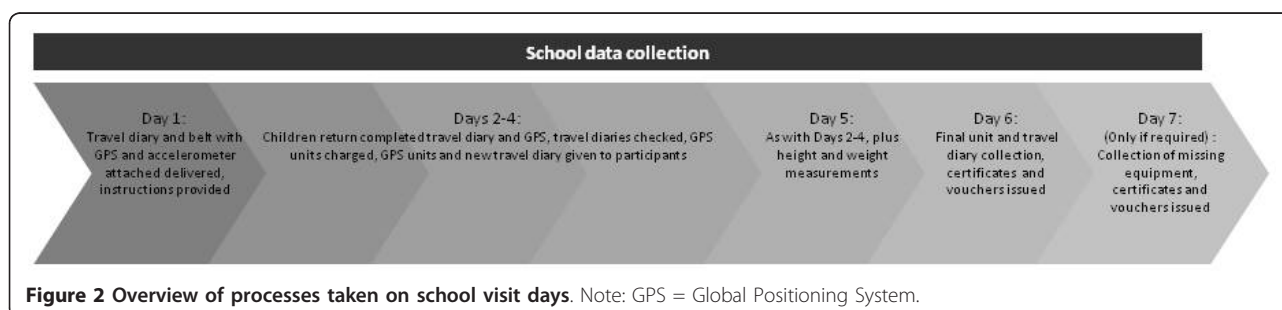 School data collection
Day 1:
Travel diary and belt with
GPS and accelerometer
attached delivered,
instructions provided
Days 2-4:
Children return completed travel diary and GPS, travel diaries checked, GPS
units charged, GPS units and new travel diary given to participants
Day 5:
As with Days 2-4, plus
height and weight
measurements
Day 6:
Final unit and travel
diary collection,
certificates and
vouchers issued
Day 7:
(Only if required) :
Collection of missing
equipment,
certificates and
vouchers issued
Figure 2 Overview of processes taken on school visit days. Note: GPS = Global Positioning System.